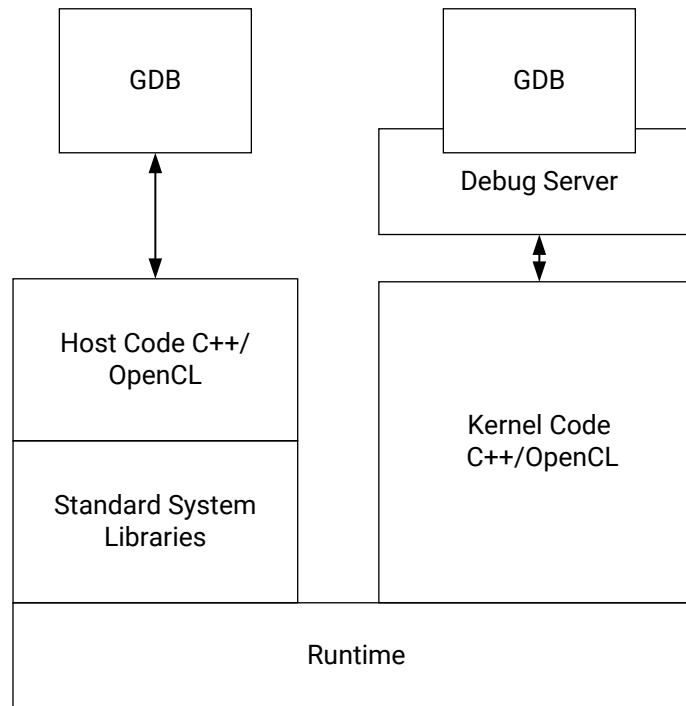 GDB
GDB
Debug Server
Host Code C++/
OpenCL
Kernel Code
C++/OpenCL
Standard System
Libraries
Runtime